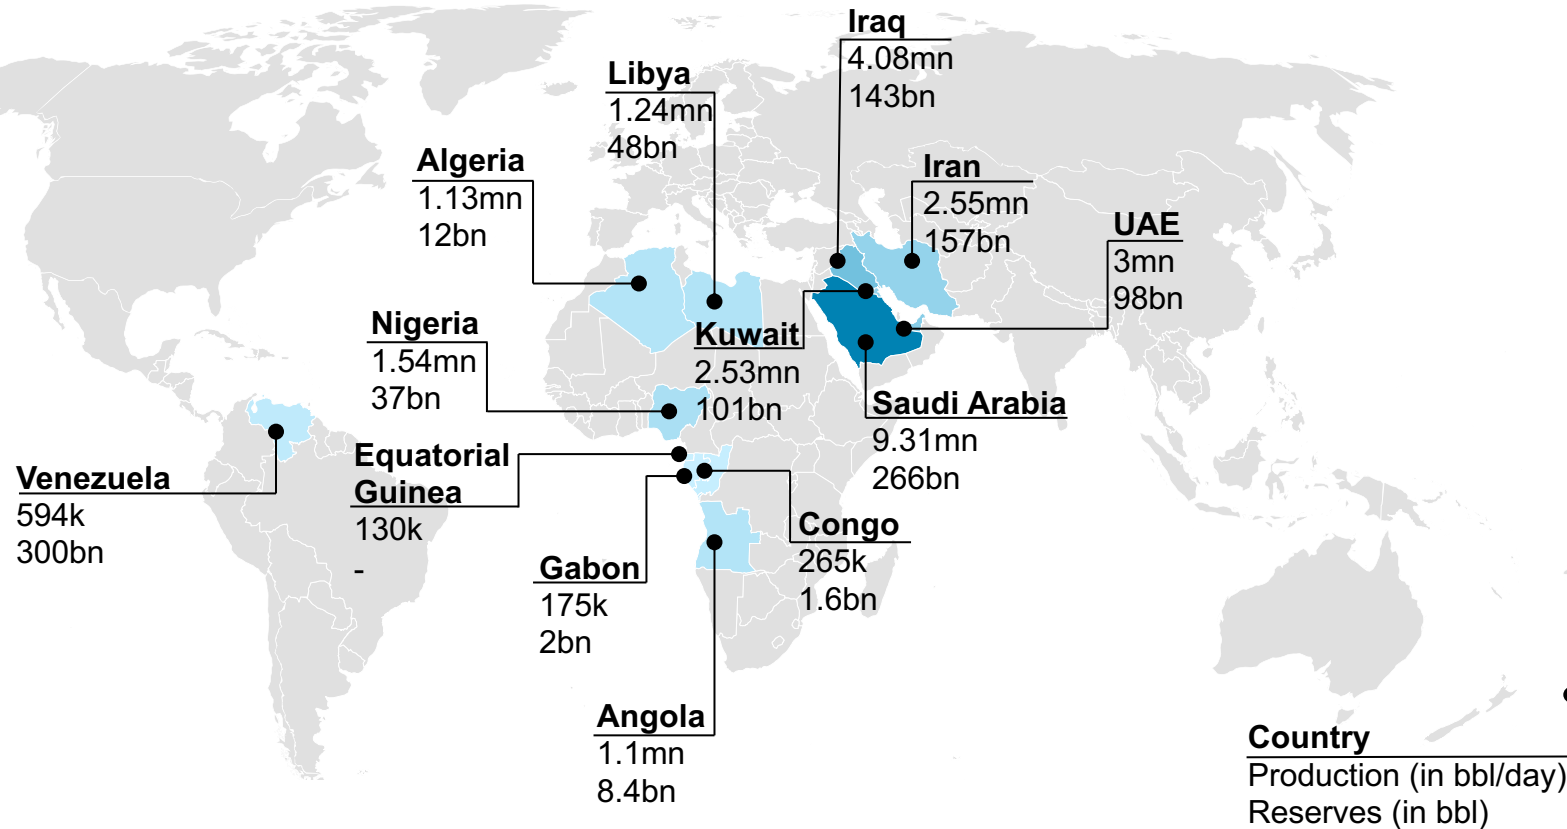 Iraq
4.08mn
143bn
Libya
1.24mn
48bn
Algeria
1.13mn
12bn
Iran
2.55mn
157bn
UAE
3mn
98bn
Nigeria
1.54mn
37bn
Kuwait
2.53mn
101bn
Saudi Arabia
9.31mn
266bn
Venezuela
594k
300bn
Equatorial
Guinea
130k
-
Gabon
175k
2bn
Congo
265k
1.6bn
Angola
1.1mn
8.4bn
Country
Production (in bbl/day)
Reserves (in bbl)